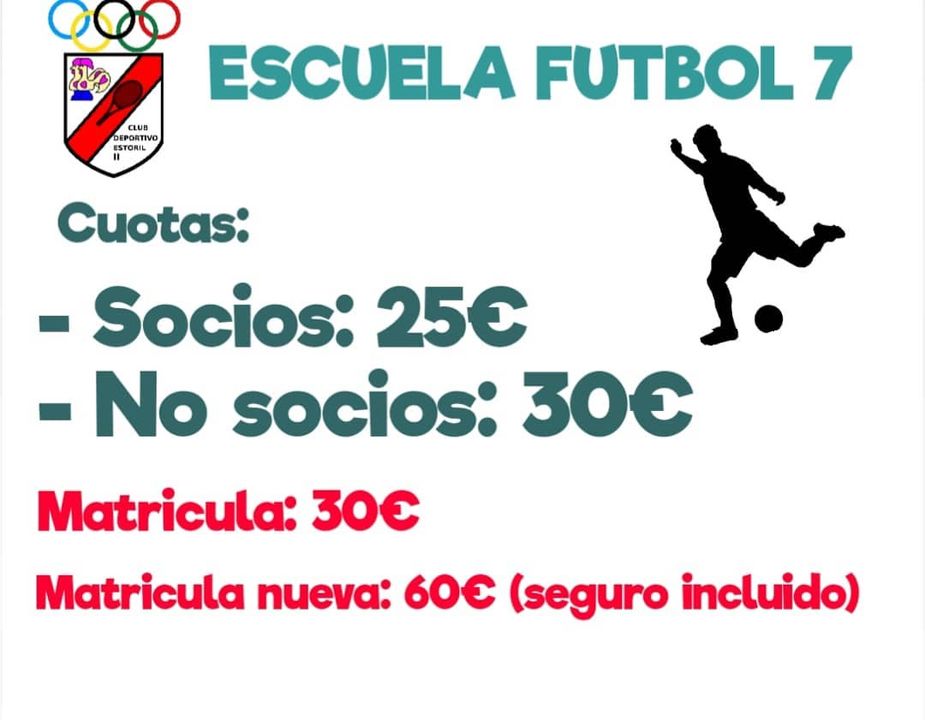 ESCUELA FUTBOL 7
CLUB
DEPORTIVO
ESTORIL
II
Cuotas:
- Socios: 25€
- No socios: 30€
Matricula: 30€
Matricula nueva: 60€ (seguro incluido)